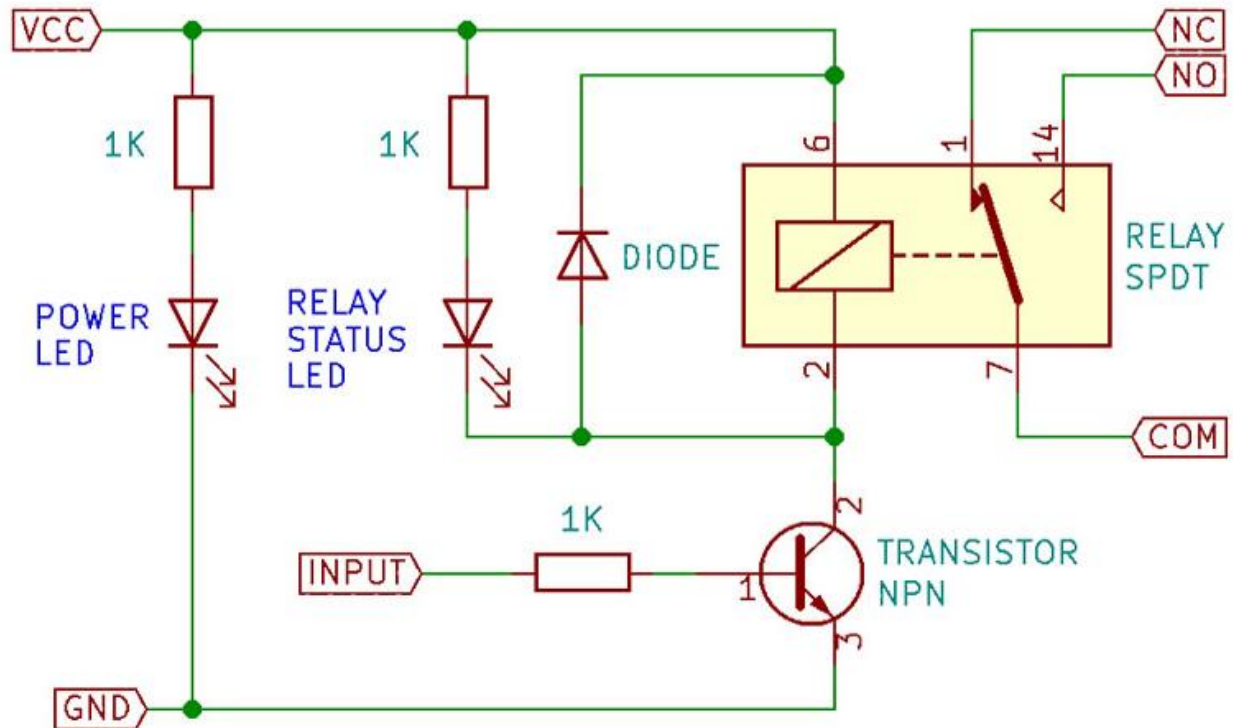 VCC
NC
NO
1K
1K
6
1
14
DIODE
RELAY
SPDT
POWER
LED
RELAY
STATUS
LED
2
7
COM
1K
2
INPUT
1
TRANSISTOR
NPN
3
GND